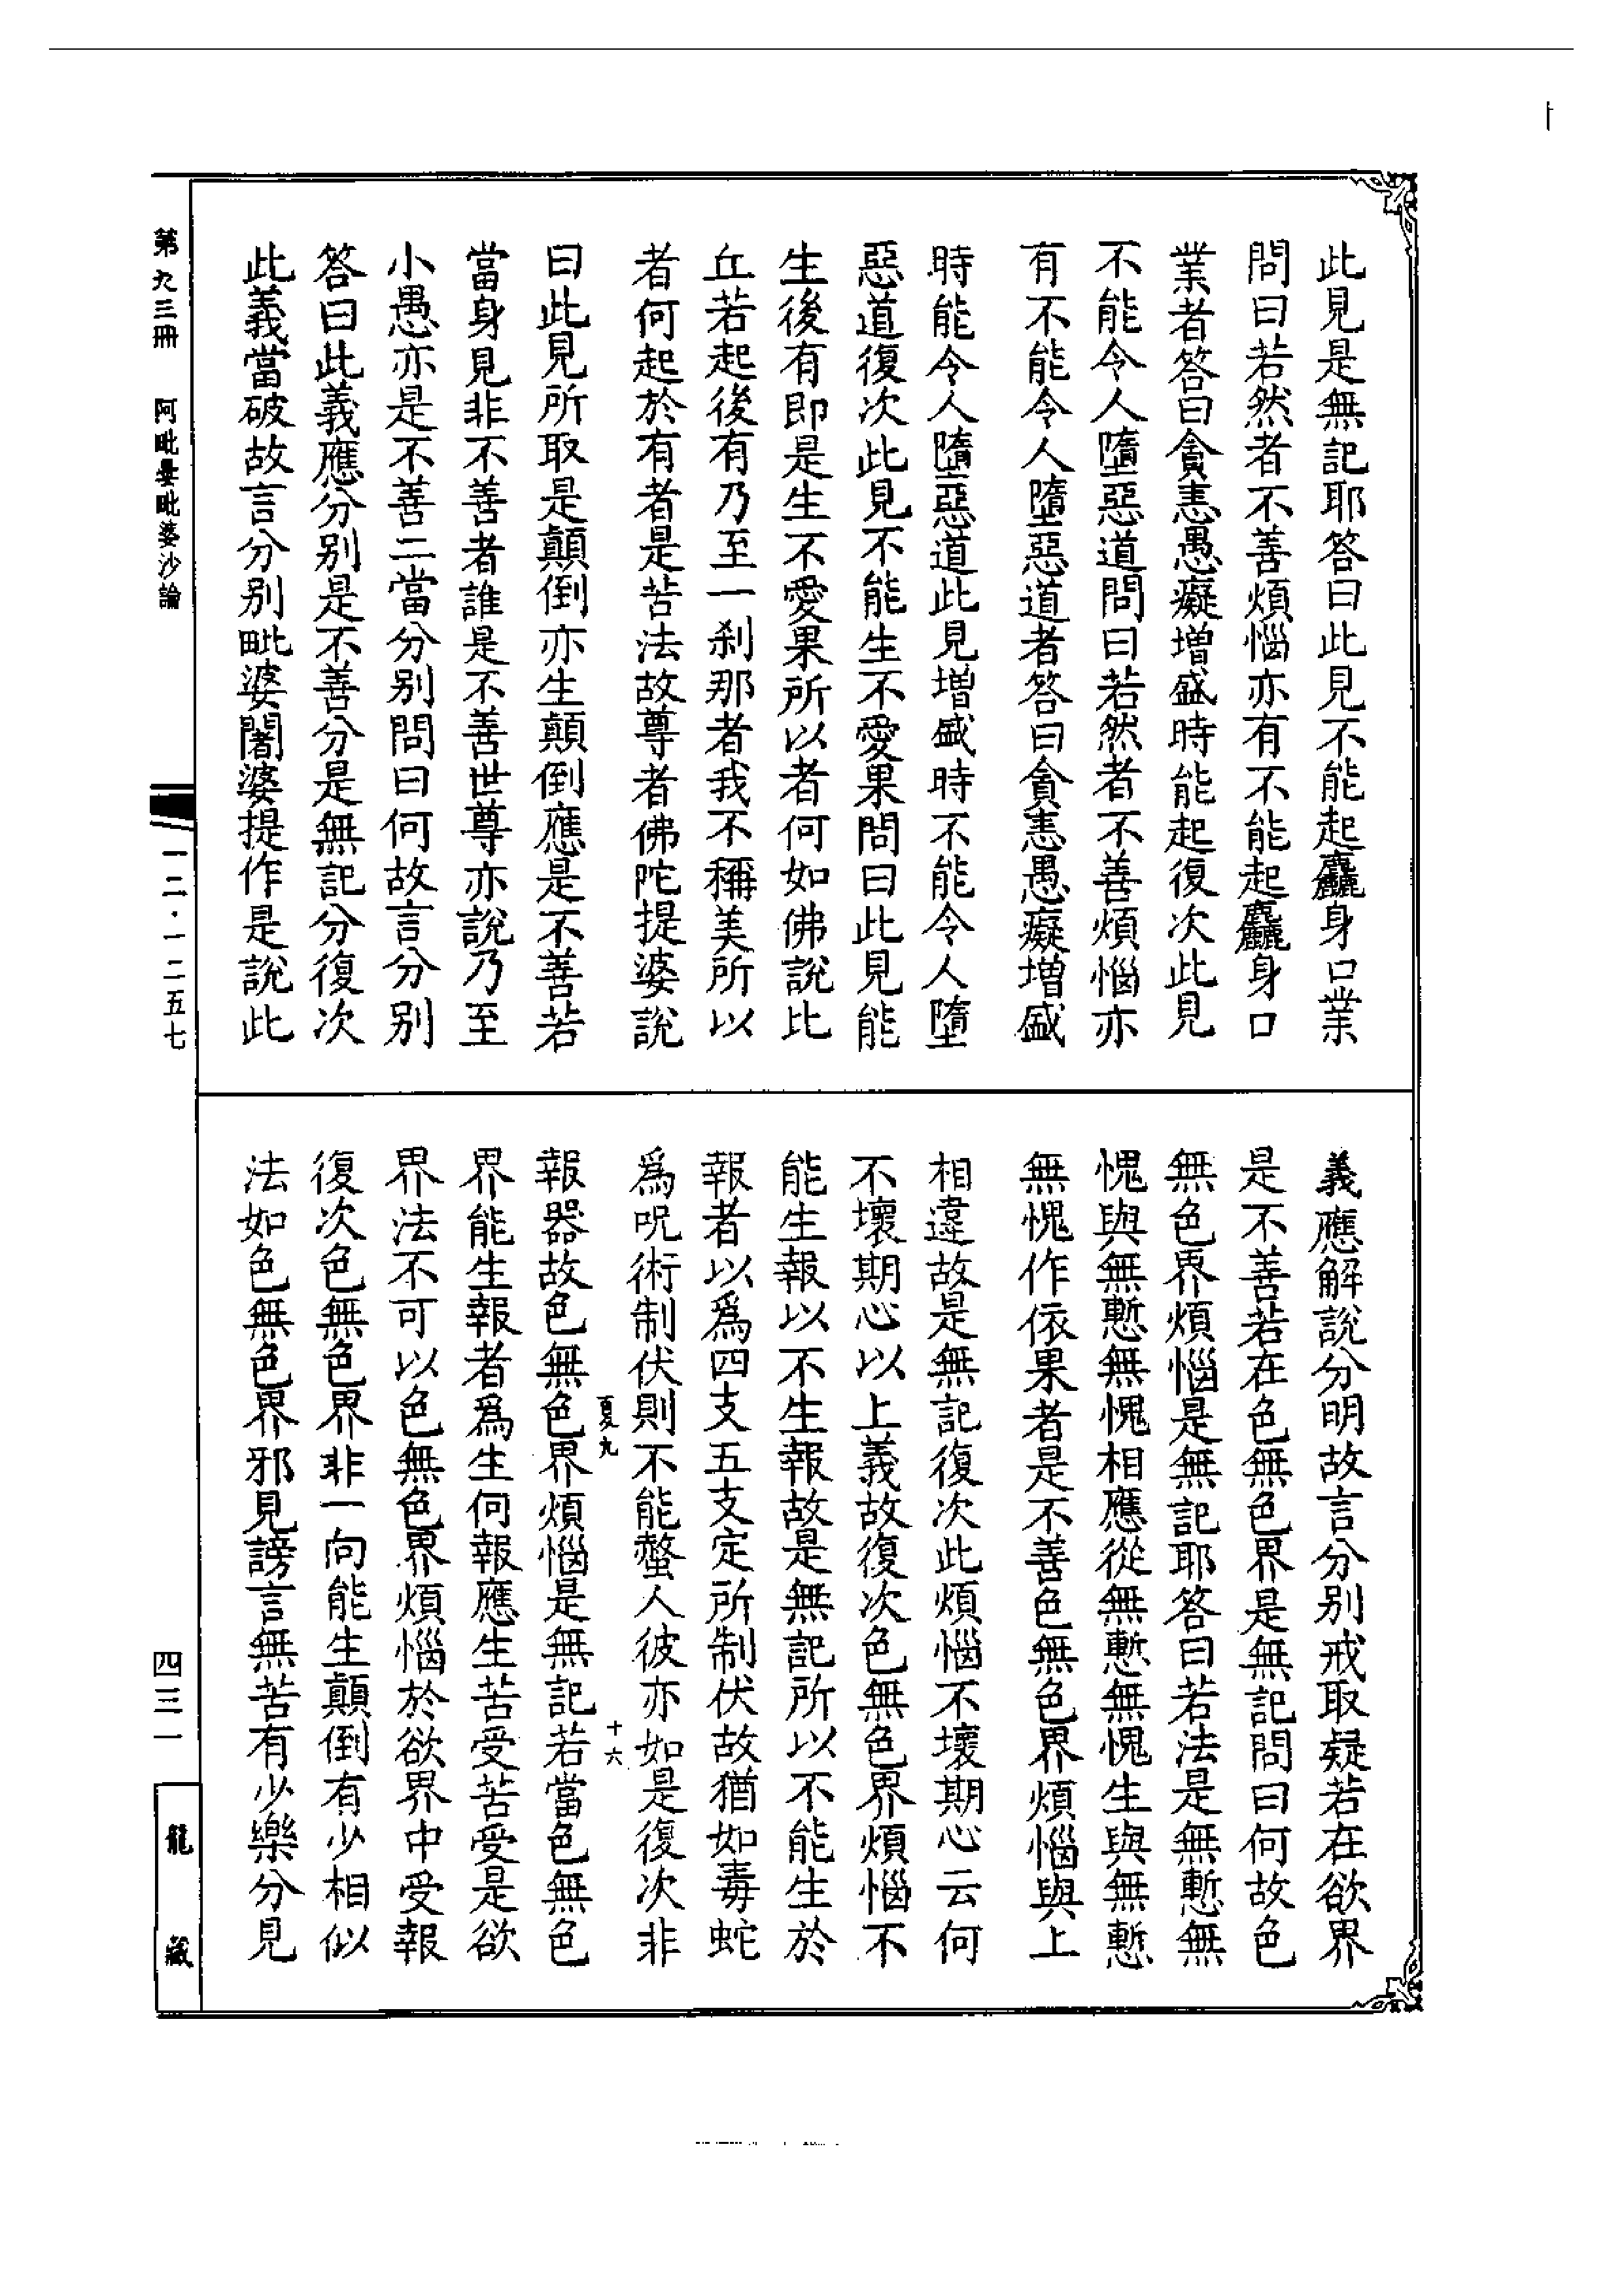 此見是無記耶答曰此見不能起麤身口業
問曰若然者不善煩惱亦有不能起麤身口
業者答曰貪恚愚癡增盛時能起復次此見
不能令人墮惡道問曰若然者不善煩惱亦
有不能令人墮惡道者答曰貪恚愚癡增盛
時能令人墮惡道此見增盛時不能令人墮
惡道復次此見不能生不愛果問曰此見能
生後有即是生不愛果所以者何如佛說比
丘若起後有乃至一刹那者我不稱美所以
者何起於有者是苦法故尊者佛陀提婆說
曰此見所取是顛倒亦生顛倒應是不善若
當身見非不善者誰是不善世尊亦說乃至
小愚亦是不善二當分別問曰何故言分別
答曰此義應分別是不善分是無記分復次
此義當破故言分別毗婆闍婆提作是說此
義應解說分明故言分別戒取疑若在欲界
是不善若在色無色界是無記問曰何故色
無色界煩惱是無記耶答曰若法是無慙無
愧與無慙無愧相應從無慙無愧生與無慙
無愧作依果者是不善色無色界煩惱與上
相違故是無記復次此煩惱不壞期心云何
不壞期心以上義故復次色無色界煩惱不
能生報以不生報故是無記所以不能生於
報者以爲四支五支定所制伏故猶如毒蛇
爲呪術制伏則不能螫人彼亦如是復次非
報器故色無色界煩惱是無記若當色無色
界能生報者爲生何報應生苦受苦受是欲
界法不可以色無色界煩惱於欲界中受報
復次色無色界非一向能生顛倒有少相似
法如色無色界邪見謗言無苦有少樂分見
夏九
十六
第九三冊 阿毗曇毗婆沙論
一二·一二五七
四三一
龍藏